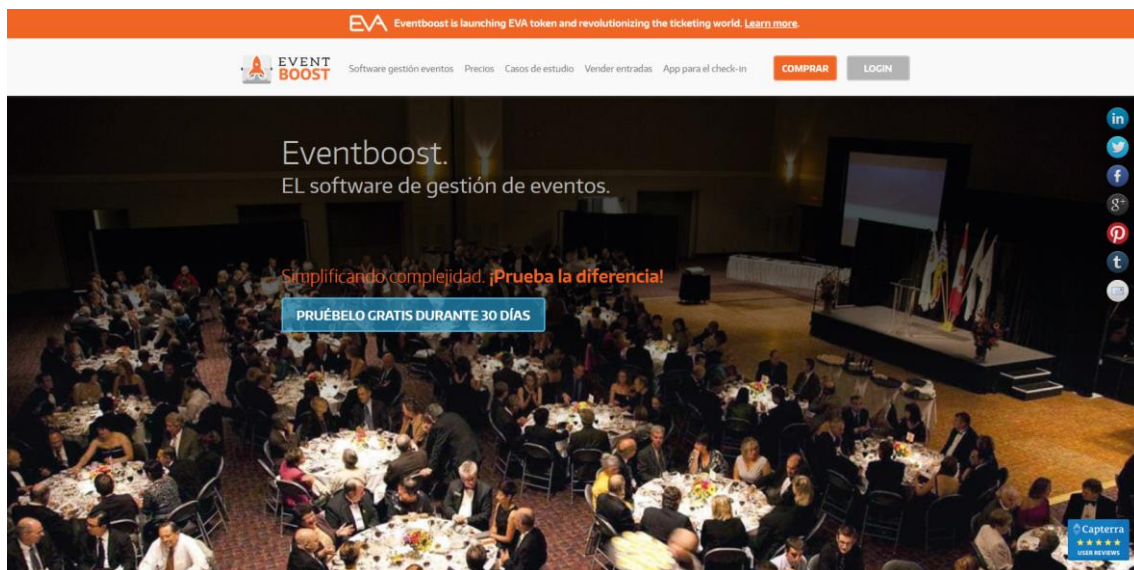 EVA Eventboost is launching EVA token and revolutionizing the ticketing world. Learn more.
EVENT
BOOST
Software gestión eventos Precios Casos de estudio Vender entradas App para el check-in COMPRAR LOGIN
Eventboost.
EL software de gestión de eventos.
Simplificando complejidad. ¡Prueba la diferencia!
PRUÉBELO GRATIS DURANTE 30 DÍAS
in
f
g+
t
Capterra
USER REVIEWS